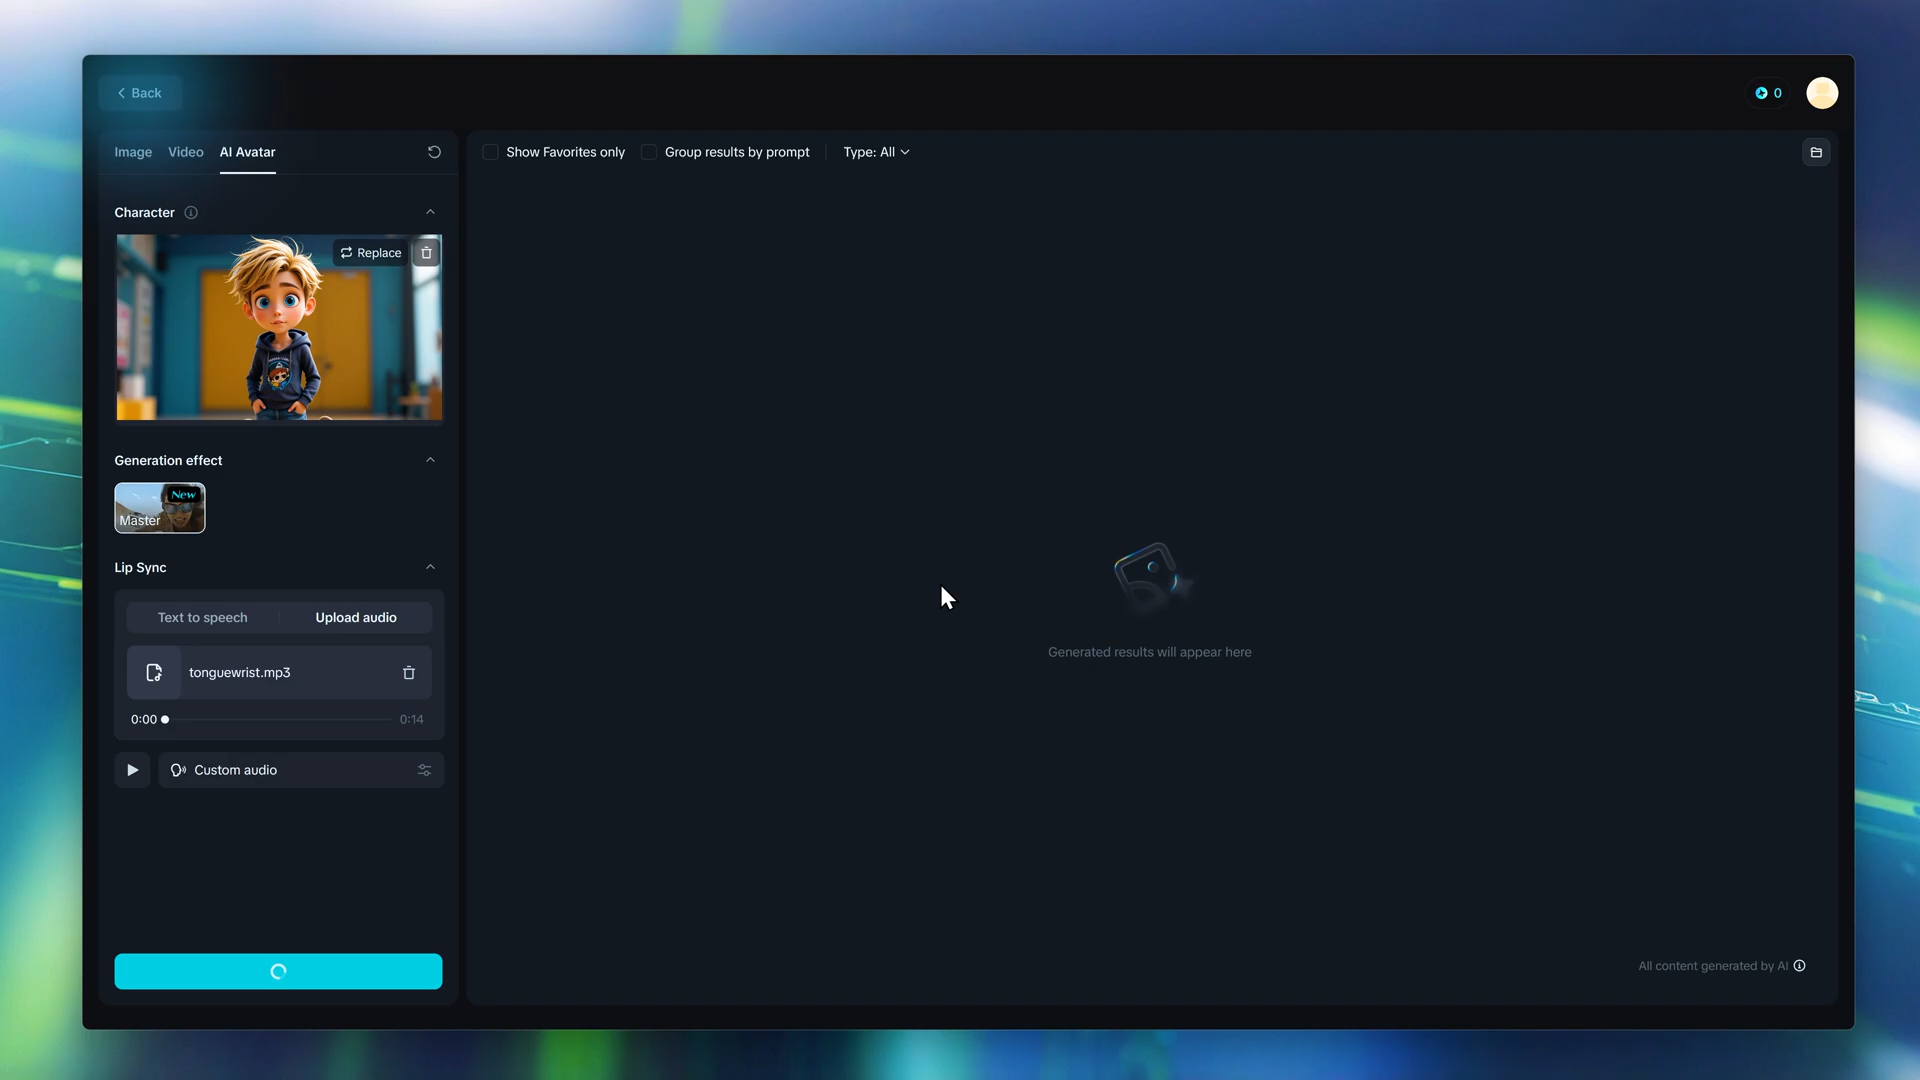 Back
0
Image Video AI Avatar
Show Favorites only Group results by prompt Type: All
Character
Replace
Generation effect
New
Master
Lip Sync
Text to speech Upload audio
tonguewrist.mp3
0:00 0:14
Custom audio
Generated results will appear here
All content generated by AI